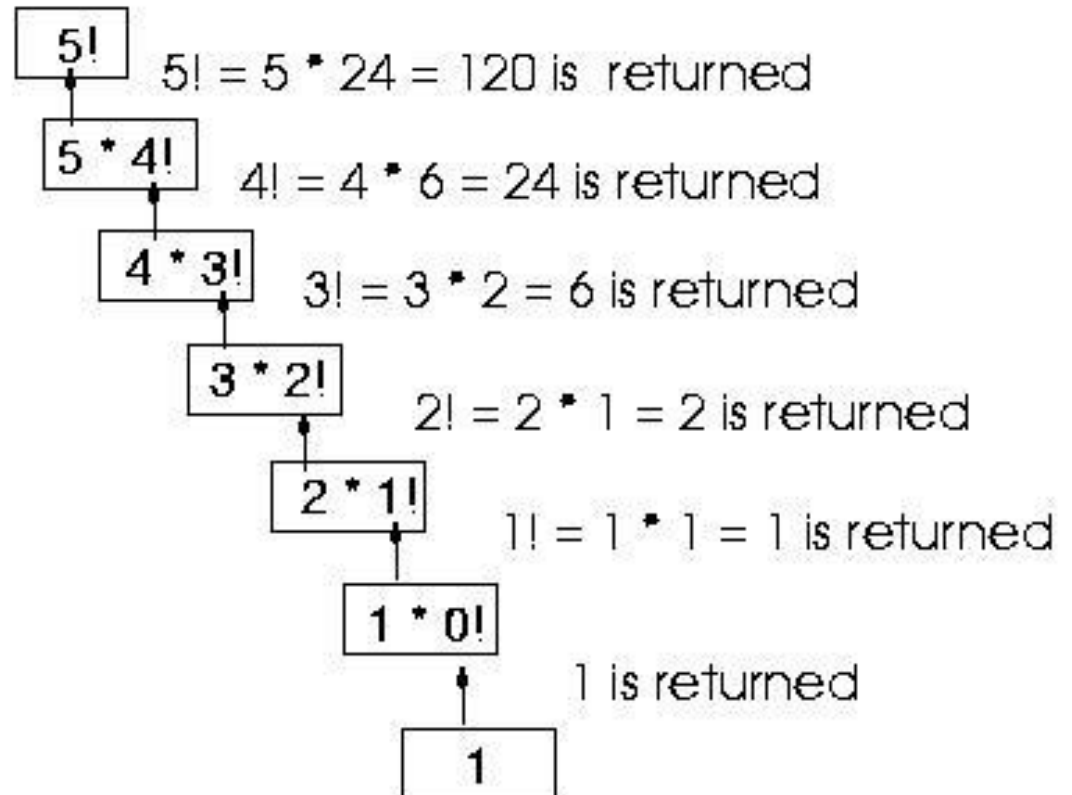 5!
5! = 5 * 24 = 120 is returned
5 * 4!
4! = 4 * 6 = 24 is returned
4 * 3!
3! = 3 * 2 = 6 is returned
3 * 2!
2! = 2 * 1 = 2 is returned
2 * 1!
1! = 1 * 1 = 1 is returned
1 * 0!
1 is returned
1